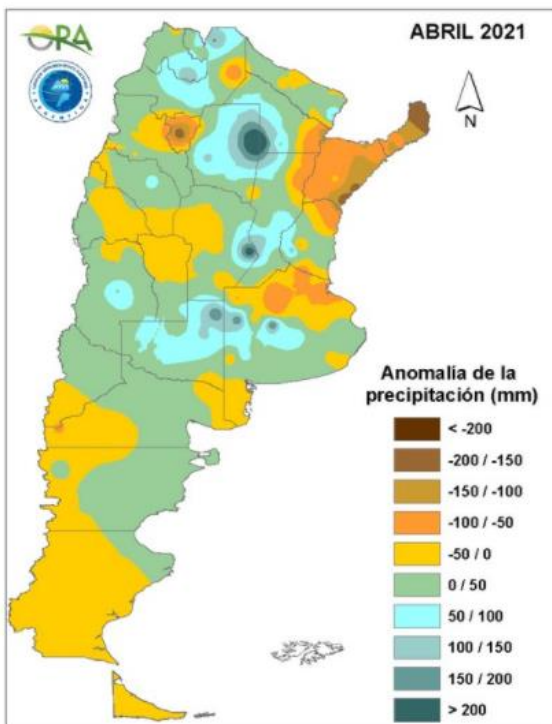 ORA
ABRIL 2021
N
Anomalía de la
precipitación (mm)
< -200
-200 / -150
-150 / -100
-100 / -50
-50 / 0
0 / 50
50 / 100
100 / 150
150 / 200
> 200